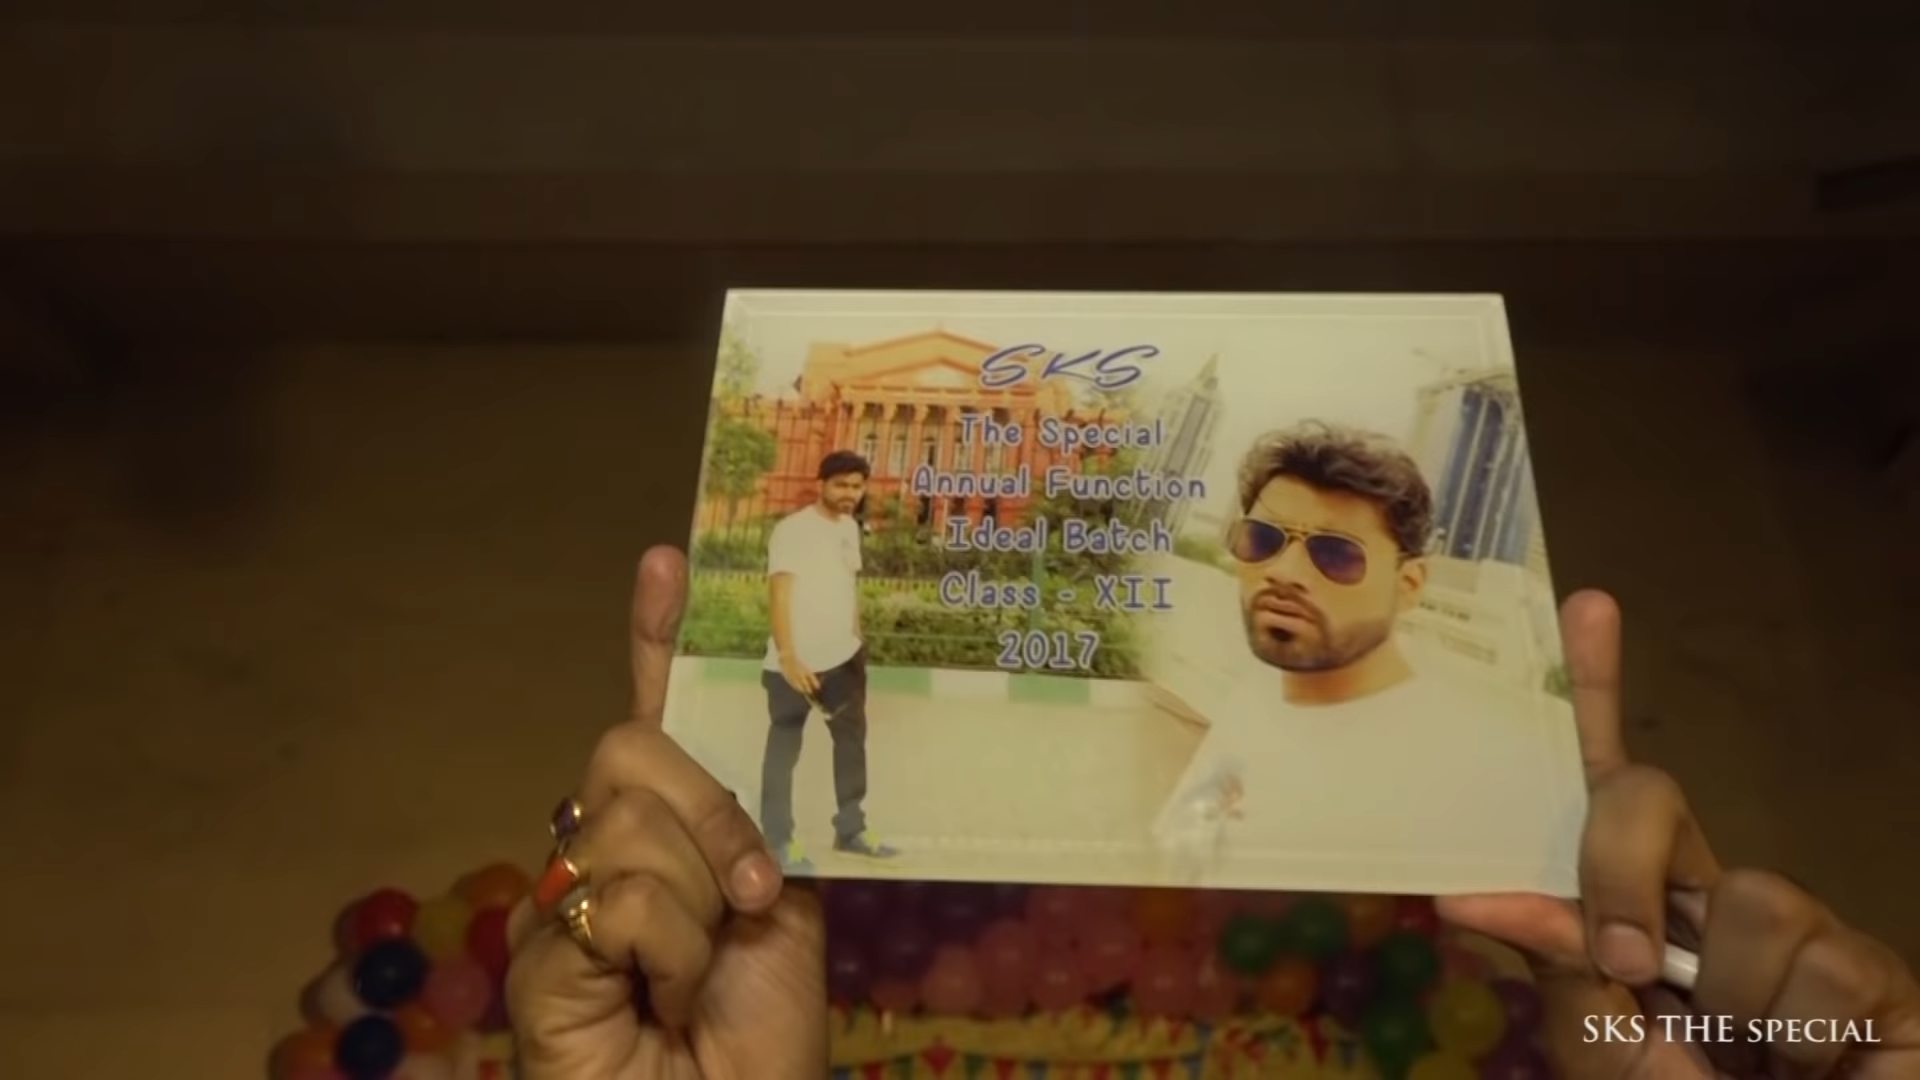 SKS
The Special
Annual Function
Ideal Batch
Class - XII
2017
SKS THE SPECIAL